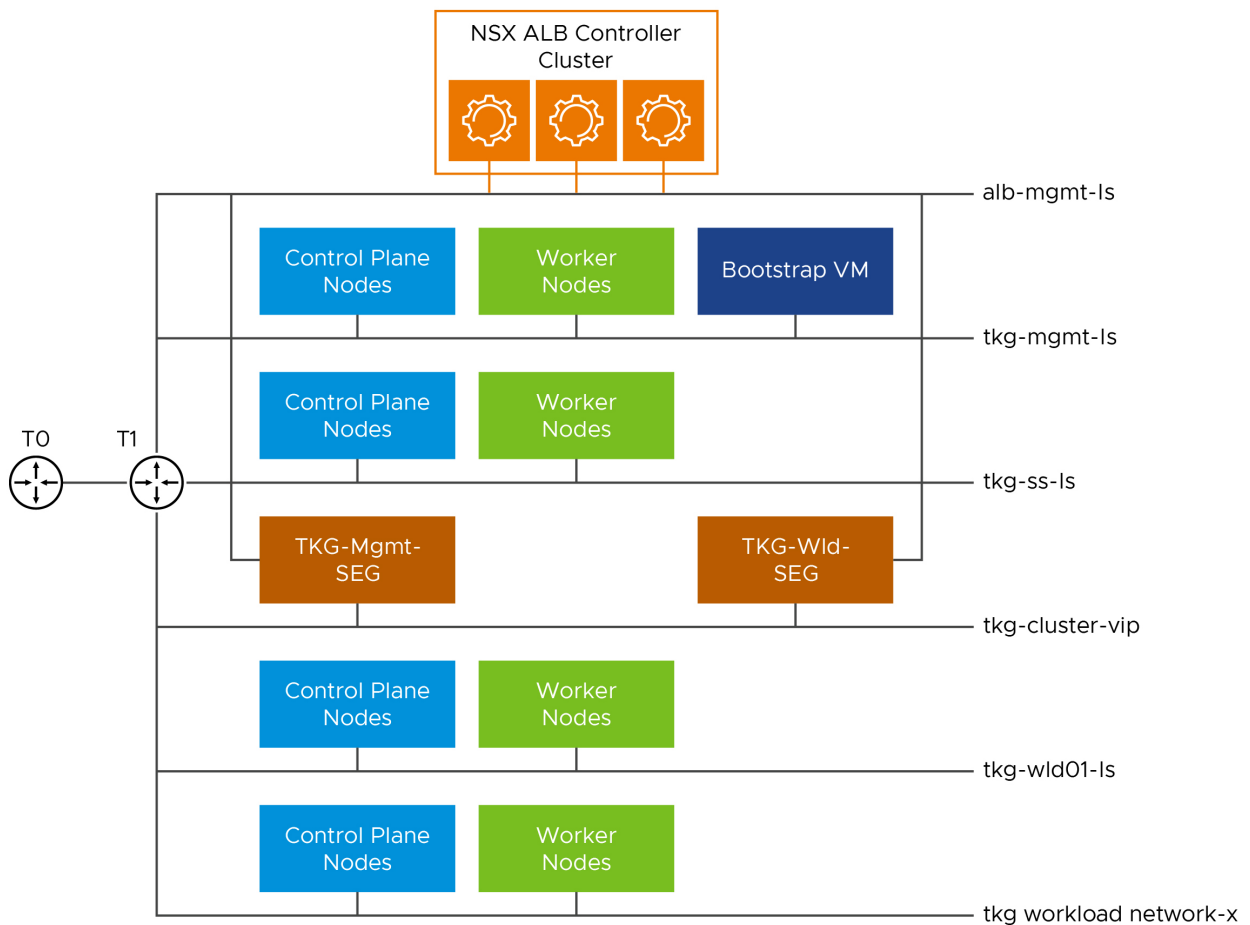 NSX ALB Controller
Cluster
alb-mgmt-ls
Control Plane
Nodes
Worker
Nodes
Bootstrap VM
tkg-mgmt-ls
Control Plane
Nodes
Worker
Nodes
T0
T1
tkg-ss-ls
TKG-Mgmt-
SEG
TKG-Wld-
SEG
tkg-cluster-vip
Control Plane
Nodes
Worker
Nodes
tkg-wld01-ls
Control Plane
Nodes
Worker
Nodes
tkg workload network-x